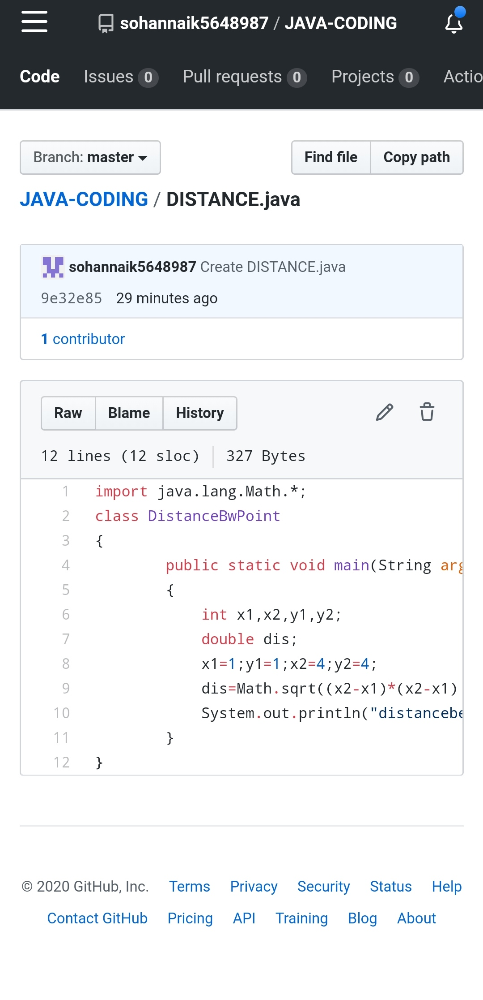 sohannaik5648987 / JAVA-CODING
Code Issues 0 Pull requests 0 Projects 0 Actio
Branch: master Find file Copy path
JAVA-CODING / DISTANCE.java
sohannaik5648987 Create DISTANCE.java
9e32e85 29 minutes ago
1 contributor
Raw Blame History
12 lines (12 sloc) 327 Bytes
1 import java.lang.Math.*;
2 class DistanceBwPoint
3 {
4 public static void main(String arg
5 {
6 int x1,x2,y1,y2;
7 double dis;
8 x1=1;y1=1;x2=4;y2=4;
9 dis=Math.sqrt((x2-x1)*(x2-x1)
10 System.out.println("distancebe
11 }
12 }
© 2020 GitHub, Inc. Terms Privacy Security Status Help
Contact GitHub Pricing API Training Blog About